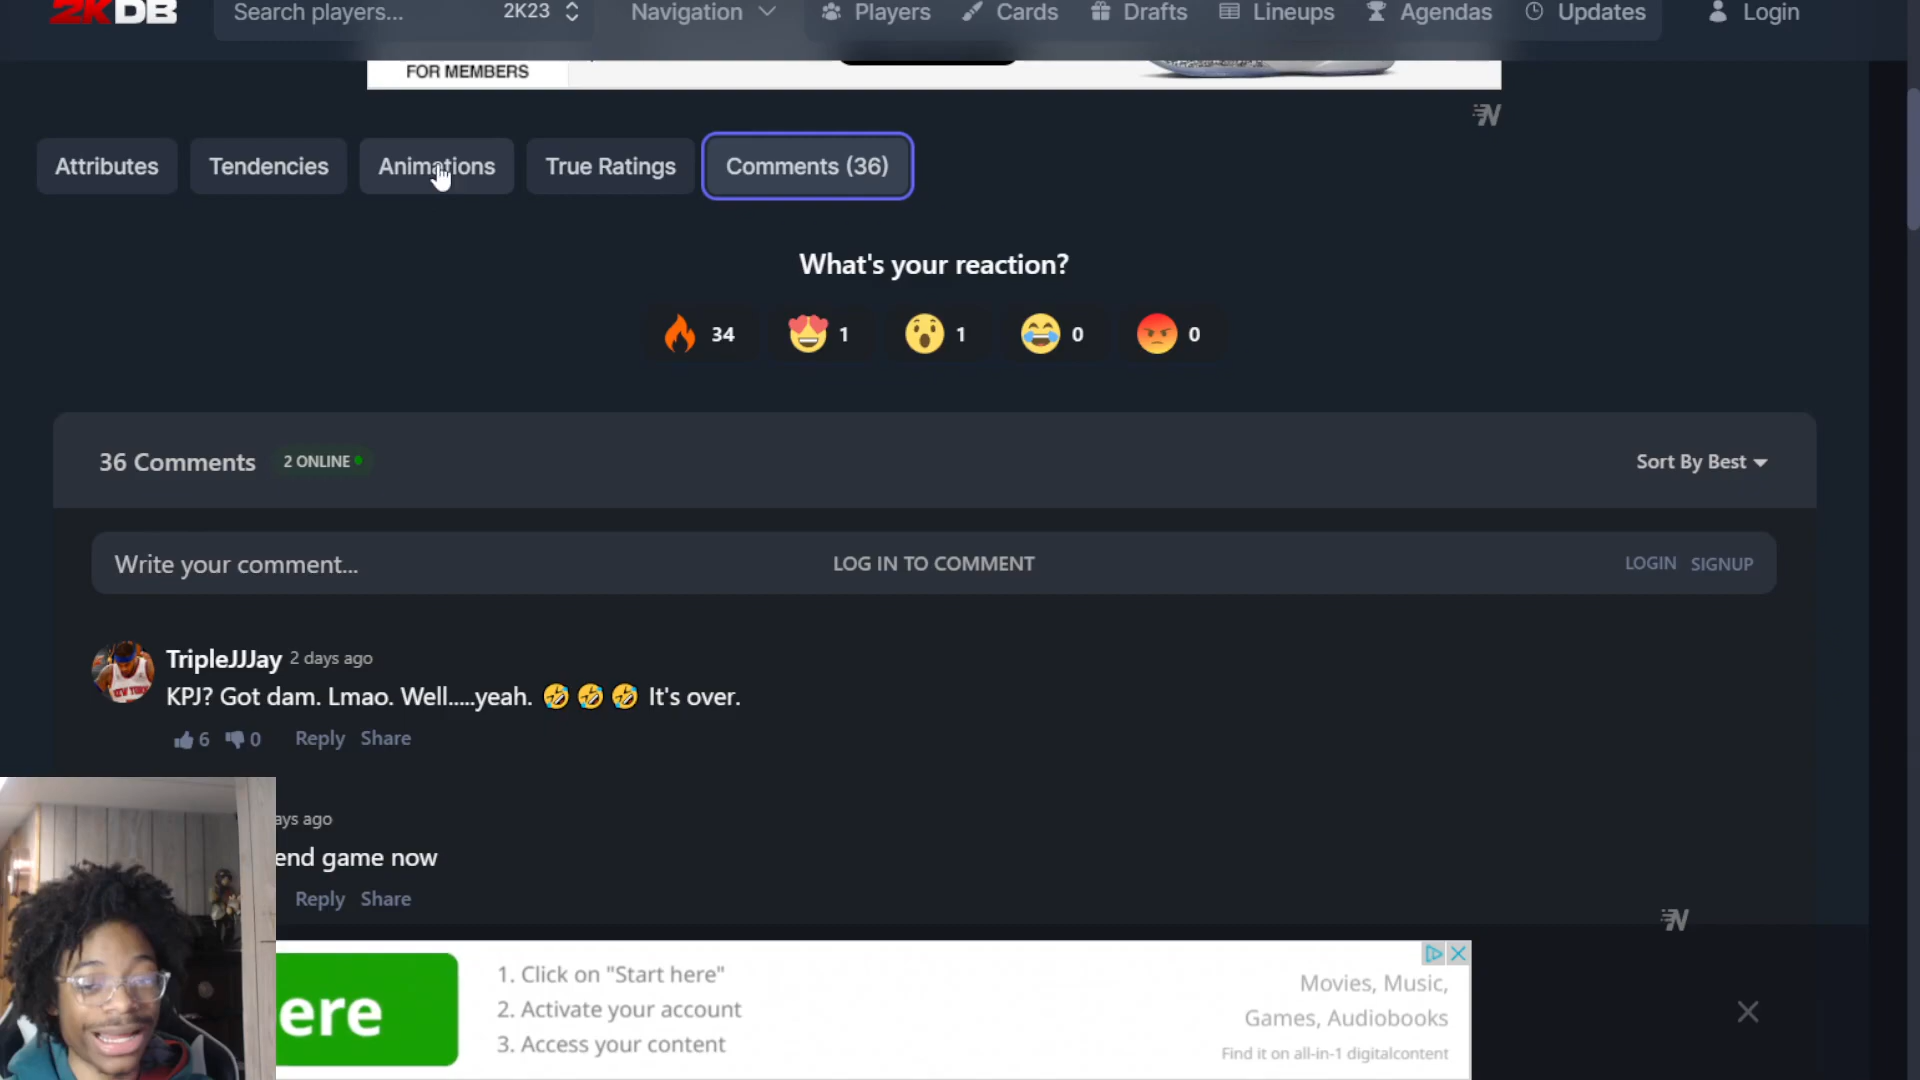 2KDB Search players... 2K23 Navigation Players Cards Drafts Lineups Agendas Updates Login
FOR MEMBERS
Attributes Tendencies Animations True Ratings Comments (36)
What's your reaction?
34 1 1 0 0
36 Comments 2 ONLINE Sort By Best
Write your comment... LOG IN TO COMMENT LOGIN SIGNUP
TripleJJJay 2 days ago
KPJ? Got dam. Lmao. Well.....yeah. 🤣 🤣 🤣 It's over.
6 0 Reply Share
ays ago
end game now
Reply Share
ere
1. Click on "Start here"
2. Activate your account
3. Access your content
Movies, Music,
Games, Audiobooks
Find it on all-in-1 digitalcontent